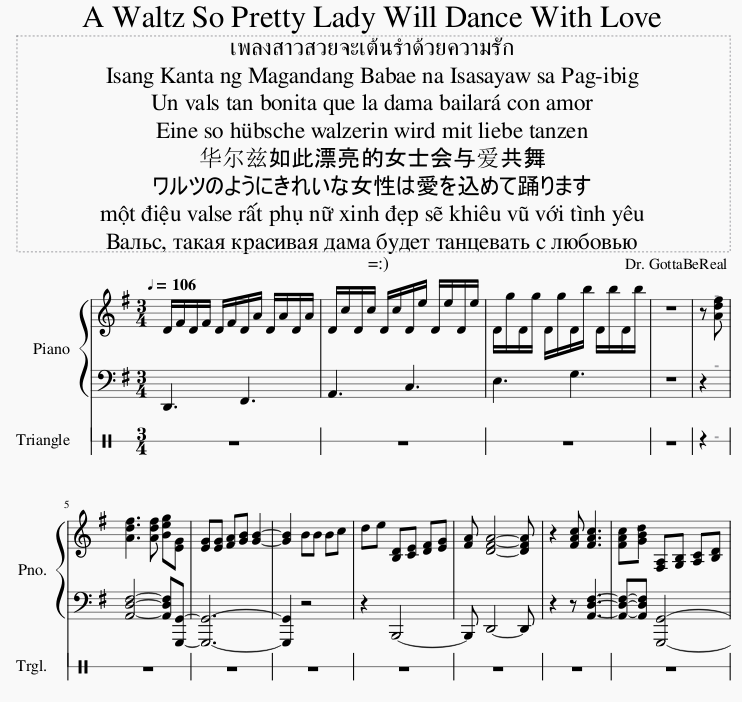 A Waltz So Pretty Lady Will Dance With Love
เพลงสาวสวยจะเต้นรำด้วยความรัก
Isang Kanta ng Magandang Babae na Isasayaw sa Pag-ibig
Un vals tan bonita que la dama bailará con amor
Eine so hübsche walzerin wird mit liebe tanzen
华尔兹如此漂亮的女士会与爱共舞
ワルツのようにきれいな女性は愛を込めて踊ります
một điệu valse rất phụ nữ xinh đẹp sẽ khiêu vũ với tình yêu
Вальс, такая красивая дама будет танцевать с любовью
=:)
Dr. GottaBeReal
♩= 106
Piano
3
4
3
4
Triangle
3
4
5
Pno.
Trgl.